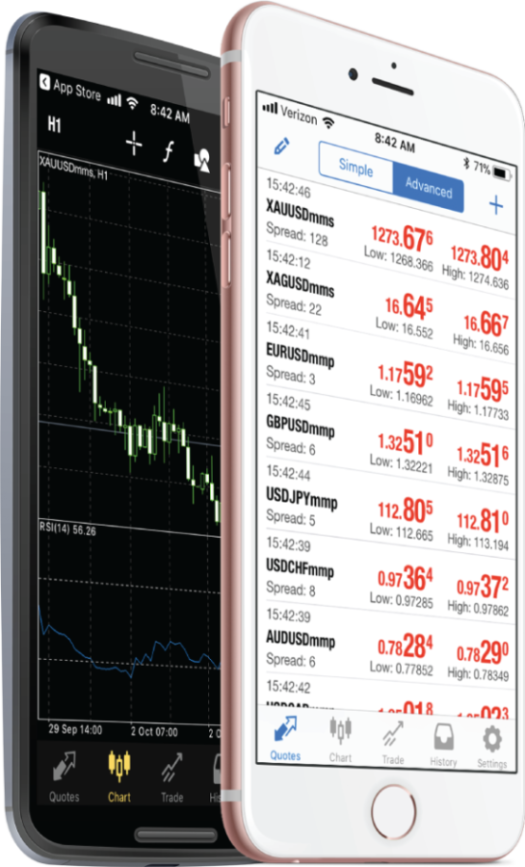 App Store 8:42 AM
H1
XAUUSDmms, H1
RSI(14) 56.26
29 Sep 14:00 2 Oct 07:00
Quotes Chart Trade
Verizon 8:42 AM 71%
Simple Advanced
15:42:46
XAUUSDmms 1273.676 1273.804
Spread: 128 Low: 1268.366 High: 1274.636
15:42:12
XAGUSDmms 16.645 16.667
Spread: 22 Low: 16.552 High: 16.656
15:42:41
EURUSDmmp 1.17592 1.17595
Spread: 3 Low: 1.16962 High: 1.17733
15:42:45
GBPUSDmmp 1.32510 1.32516
Spread: 6 Low: 1.32221 High: 1.32875
15:42:44
USDJPYmmp 112.805 112.810
Spread: 5 Low: 112.665 High: 113.194
15:42:39
USDCHFmmp 0.97364 0.97372
Spread: 8 Low: 0.97285 High: 0.97862
15:42:39
AUDUSDmmp 0.78284 0.78290
Spread: 6 Low: 0.77852 High: 0.78349
15:42:42
Quotes Chart Trade History Settings